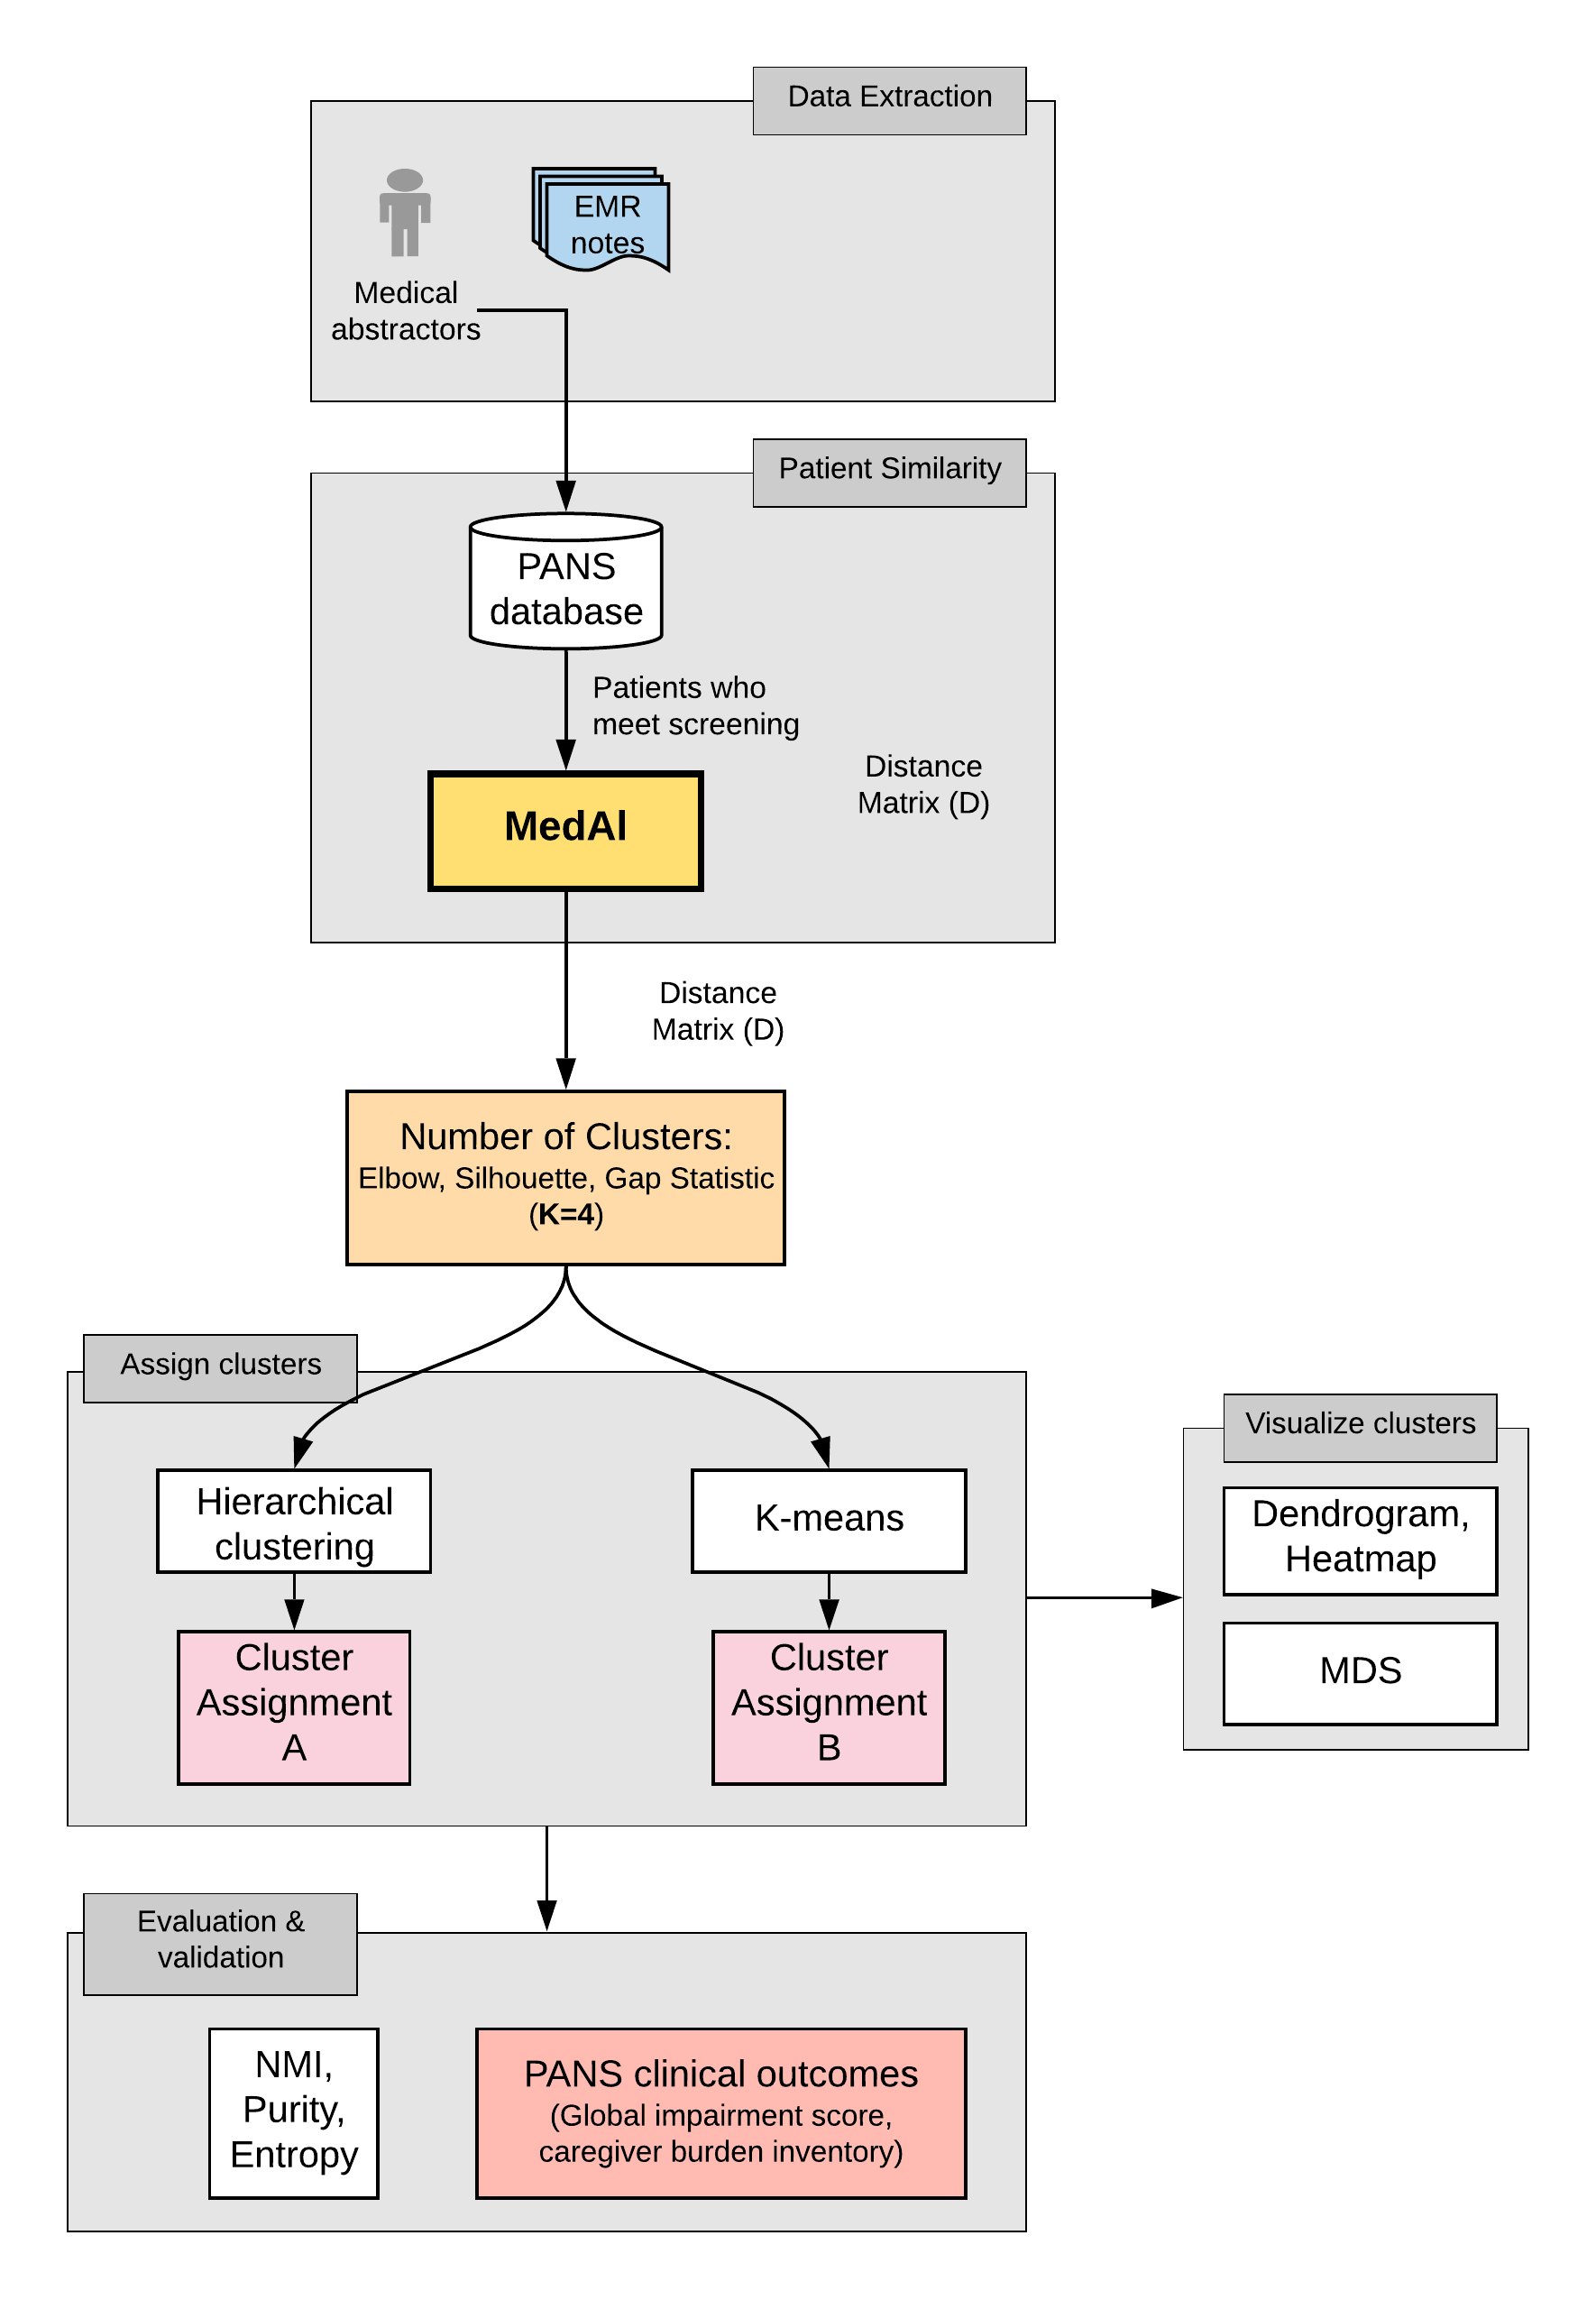 Data Extraction
EMR
notes
Medical
abstractors
Patient Similarity
PANS
database
Patients who
meet screening
Distance
Matrix (D)
MedAl
Distance
Matrix (D)
Number of Clusters:
Elbow, Silhouette, Gap Statistic
(K=4)
Assign clusters
Hierarchical
clustering
K-means
Cluster
Assignment
A
Cluster
Assignment
B
Visualize clusters
Dendrogram,
Heatmap
MDS
Evaluation &
validation
NMI,
Purity,
Entropy
PANS clinical outcomes
(Global impairment score,
caregiver burden inventory)